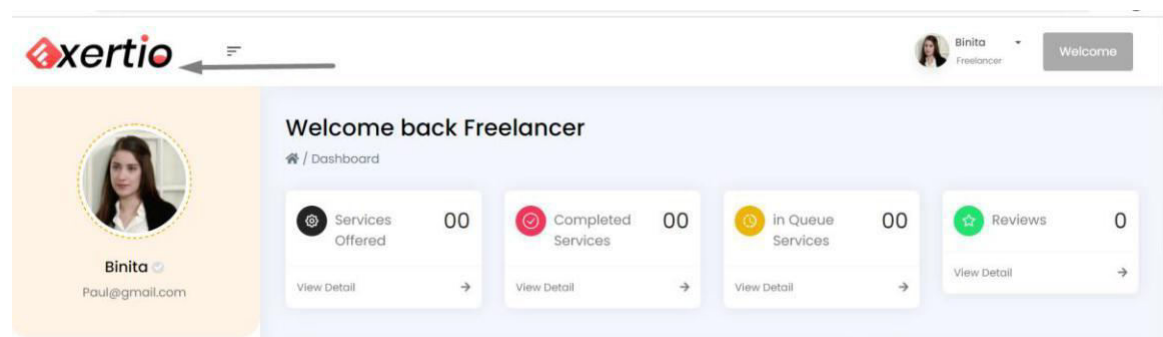 xertio
Binita
Freelancer
Welcome
Welcome back Freelancer
/ Dashboard
Services Offered
00
View Detail
Completed Services
00
View Detail
in Queue Services
00
View Detail
Reviews
0
View Detail
Binita
Paul@gmail.com